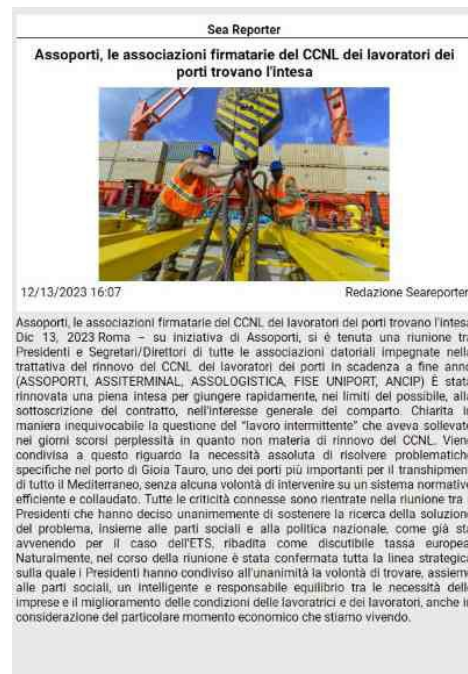 Sea Reporter
Assoporti, le associazioni firmatarie del CCNL dei lavoratori dei
porti trovano l'intesa
12/13/2023 16:07
Redazione Seareporter
Assoporti, le associazioni firmatarie del CCNL dei lavoratori dei porti trovano l'intesa
Dic 13, 2023 Roma – su iniziativa di Assoporti, si è tenuta una riunione tra
Presidenti e Segretari/Direttori di tutte le associazioni datoriali impegnate nella
trattativa del rinnovo del CCNL dei lavoratori dei porti in scadenza a fine anno
(ASSOPORTI, ASSITERMINAL, ASSOLOGISTICA, FISE UNIPORT, ANCIP) È stata
rinnovata una piena intesa per giungere rapidamente, nei limiti del possibile, alla
sottoscrizione del contratto, nell'interesse generale del comparto. Chiarita in
maniera inequivocabile la questione del "lavoro intermittente" che aveva sollevato
nei giorni scorsi perplessità in quanto non materia di rinnovo del CCNL. Viene
condivisa a questo riguardo la necessità assoluta di risolvere problematiche
specifiche nel porto di Gioia Tauro, uno dei porti più importanti per il transhipment
di tutto il Mediterraneo, senza alcuna volontà di intervenire su un sistema normativo
efficiente e collaudato. Tutte le criticità connesse sono rientrate nella riunione tra i
Presidenti che hanno deciso unanimemente di sostenere la ricerca della soluzione
del problema, insieme alle parti sociali e alla politica nazionale, come già sta
avvenendo per il caso dell'ETS, ribadita come discutibile tassa europea.
Naturalmente, nel corso della riunione è stata confermata tutta la linea strategica
sulla quale i Presidenti hanno condiviso all'unanimità la volontà di trovare, assieme
alle parti sociali, un intelligente e responsabile equilibrio tra le necessità delle
imprese e il miglioramento delle condizioni delle lavoratrici e dei lavoratori, anche in
considerazione del particolare momento economico che stiamo vivendo.